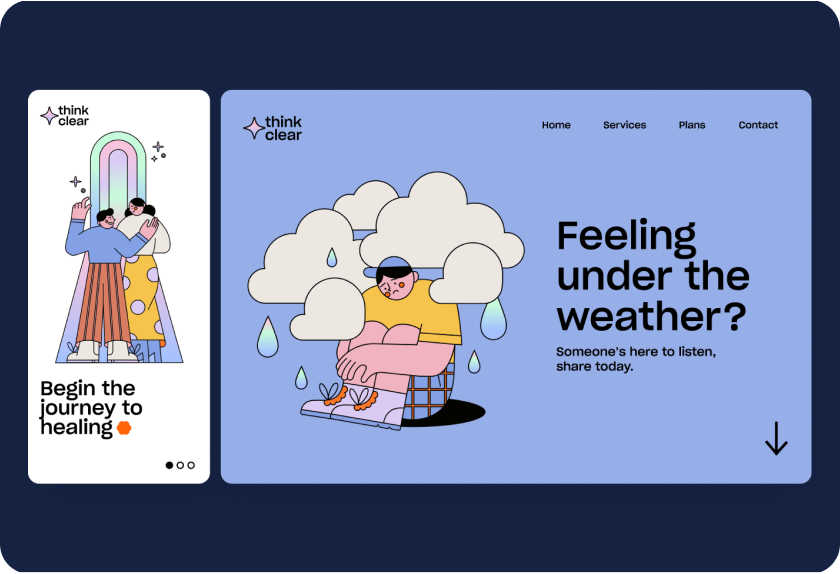 think
clear
Begin the
journey to
healing
think
clear
Home Services Plans Contact
Feeling
under the
weather?
Someone's here to listen,
share today.